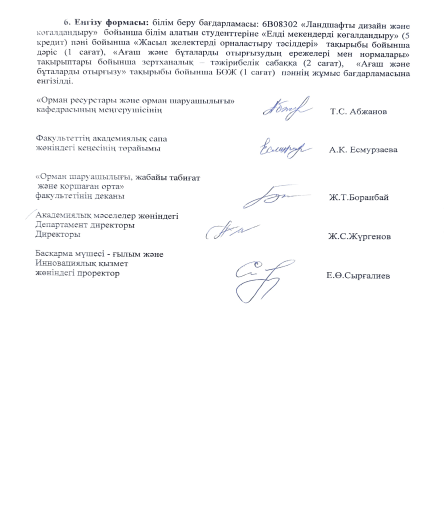 6. Енгізу формасы: білім беру бағдарламасы: 6В08302 «Ландшафты дизайн және
көгалдандыру» бойынша білім алатын студенттеріне «Елді мекендерді көгалдандыру» (5
кредит) пәні бойынша «Жасыл желектерді орналастыру тәсілдері» тақырыбы бойынша
дәріс (1 сағат), «Ағаш және бұталарды отырғызудың ережелері мен нормалары»
тақырыптары бойынша зертханалық – тәжірибелік сабаққа (2 сағат), «Ағаш және
бұталарды отырғызу» тақырыбы бойынша БОЖ (1 сағат) пәннің жұмыс бағдарламасына
енгізілді.
«Орман ресурстары және орман шаруашылығы»
кафедрасының меңгерушісінің Т.С. Абжанов
Факультеттің академиялық сапа
жөніндегі кеңесінің төрайымы А.К. Есмурзаева
«Орман шаруашылығы, жабайы табиғат
және қоршаған орта»
факультетінің деканы Ж.Т.Боранбай
Академиялық мәселелер жөніндегі
Департамент директоры
Директоры Ж.С.Жүргенов
Басқарма мүшесі - ғылым және
Инновациялық қызмет
жөніндегі проректор Е.Ө.Сырғалиев